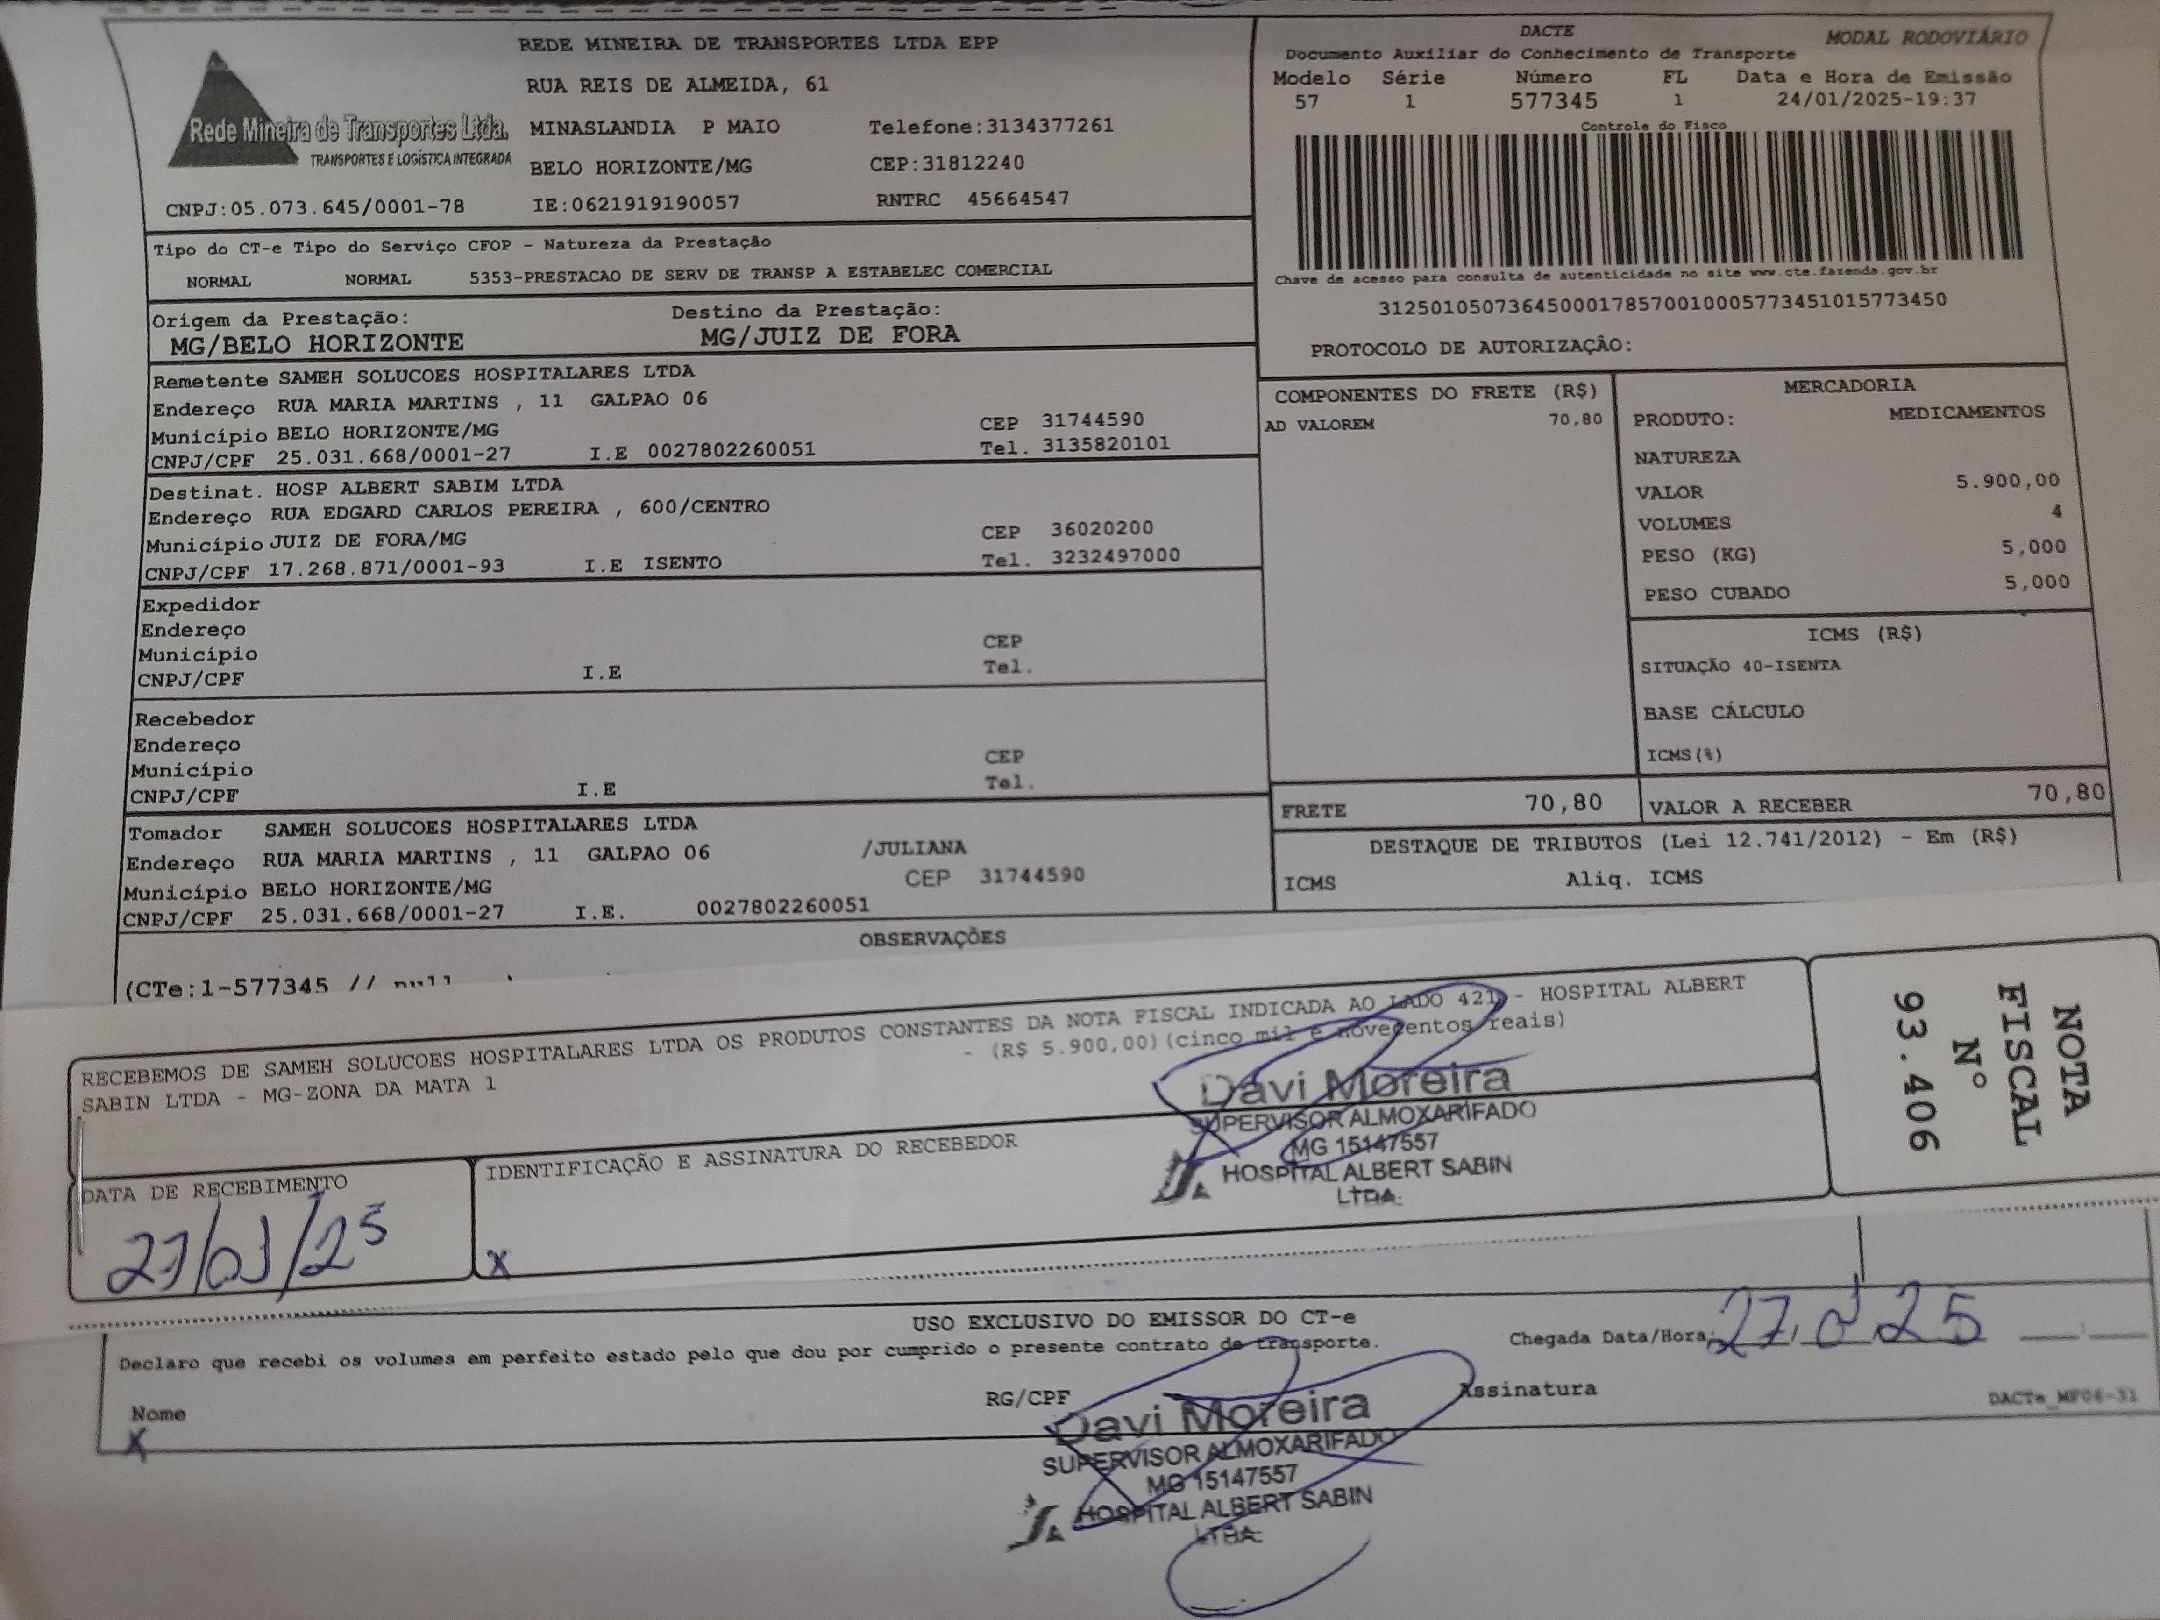 REDE MINEIRA DE TRANSPORTES LTDA EPP
RUA REIS DE ALMEIDA, 61
Rede Mineira de Transportes Ltda.
TRANSPORTES E LOGÍSTICA INTEGRADA
MINASLANDIA P MAIO Telefone:3134377261
BELO HORIZONTE/MG CEP:31812240
CNPJ:05.073.645/0001-78 IE:0621919190057 RNTRC 45664547
DACTE
Documento Auxiliar do Conhecimento de Transporte
MODAL RODOVIÁRIO
Modelo Série Número FL Data e Hora de Emissão
57 1 577345 1 24/01/2025-19:37
Controle do Fisco
Chave de acesso para consulta de autenticidade no site www.cte.fazenda.gov.br
31250105073645000178570010005773451015773450
PROTOCOLO DE AUTORIZAÇÃO:
Tipo do CT-e Tipo do Serviço CFOP - Natureza da Prestação
NORMAL NORMAL 5353-PRESTACAO DE SERV DE TRANSP A ESTABELEC COMERCIAL
Origem da Prestação: Destino da Prestação:
MG/BELO HORIZONTE MG/JUIZ DE FORA
Remetente SAMEH SOLUCOES HOSPITALARES LTDA
Endereço RUA MARIA MARTINS , 11 GALPAO 06
Município BELO HORIZONTE/MG CEP 31744590
CNPJ/CPF 25.031.668/0001-27 I.E 0027802260051 Tel. 3135820101
Destinat. HOSP ALBERT SABIM LTDA
Endereço RUA EDGARD CARLOS PEREIRA , 600/CENTRO
Município JUIZ DE FORA/MG CEP 36020200
CNPJ/CPF 17.268.871/0001-93 I.E ISENTO Tel. 3232497000
Expedidor
Endereço
Município CEP
CNPJ/CPF I.E Tel.
Recebedor
Endereço
Município CEP
CNPJ/CPF I.E Tel.
Tomador SAMEH SOLUCOES HOSPITALARES LTDA
Endereço RUA MARIA MARTINS , 11 GALPAO 06 /JULIANA
Município BELO HORIZONTE/MG CEP 31744590
CNPJ/CPF 25.031.668/0001-27 I.E. 0027802260051
COMPONENTES DO FRETE (R$)
AD VALOREM 70,80
MERCADORIA
PRODUTO: MEDICAMENTOS
NATUREZA
VALOR 5.900,00
VOLUMES 4
PESO (KG) 5,000
PESO CUBADO 5,000
ICMS (R$)
SITUAÇÃO 40-ISENTA
BASE CÁLCULO
ICMS(%)
FRETE 70,80 VALOR A RECEBER 70,80
DESTAQUE DE TRIBUTOS (Lei 12.741/2012) - Em (R$)
ICMS Aliq. ICMS
OBSERVAÇÕES
(CTe:1-577345 // null
RECEBEMOS DE SAMEH SOLUCOES HOSPITALARES LTDA OS PRODUTOS CONSTANTES DA NOTA FISCAL INDICADA AO LADO 421 - HOSPITAL ALBERT
SABIN LTDA - MG-ZONA DA MATA 1 - (R$ 5.900,00)(cinco mil e novecentos reais)
NOTA
FISCAL
Nº
93.406
DATA DE RECEBIMENTO
27/01/25
IDENTIFICAÇÃO E ASSINATURA DO RECEBEDOR
X
Davi Moreira
SUPERVISOR ALMOXARIFADO
MG 15147557
HOSPITAL ALBERT SABIN
LTDA.
USO EXCLUSIVO DO EMISSOR DO CT-e
Declaro que recebi os volumes em perfeito estado pelo que dou por cumprido o presente contrato de transporte.
Chegada Data/Hora: 27 01 25
Nome RG/CPF Assinatura
X
DACTe_MF06-31
Davi Moreira
SUPERVISOR ALMOXARIFADO
MG 15147557
HOSPITAL ALBERT SABIN
LTDA.